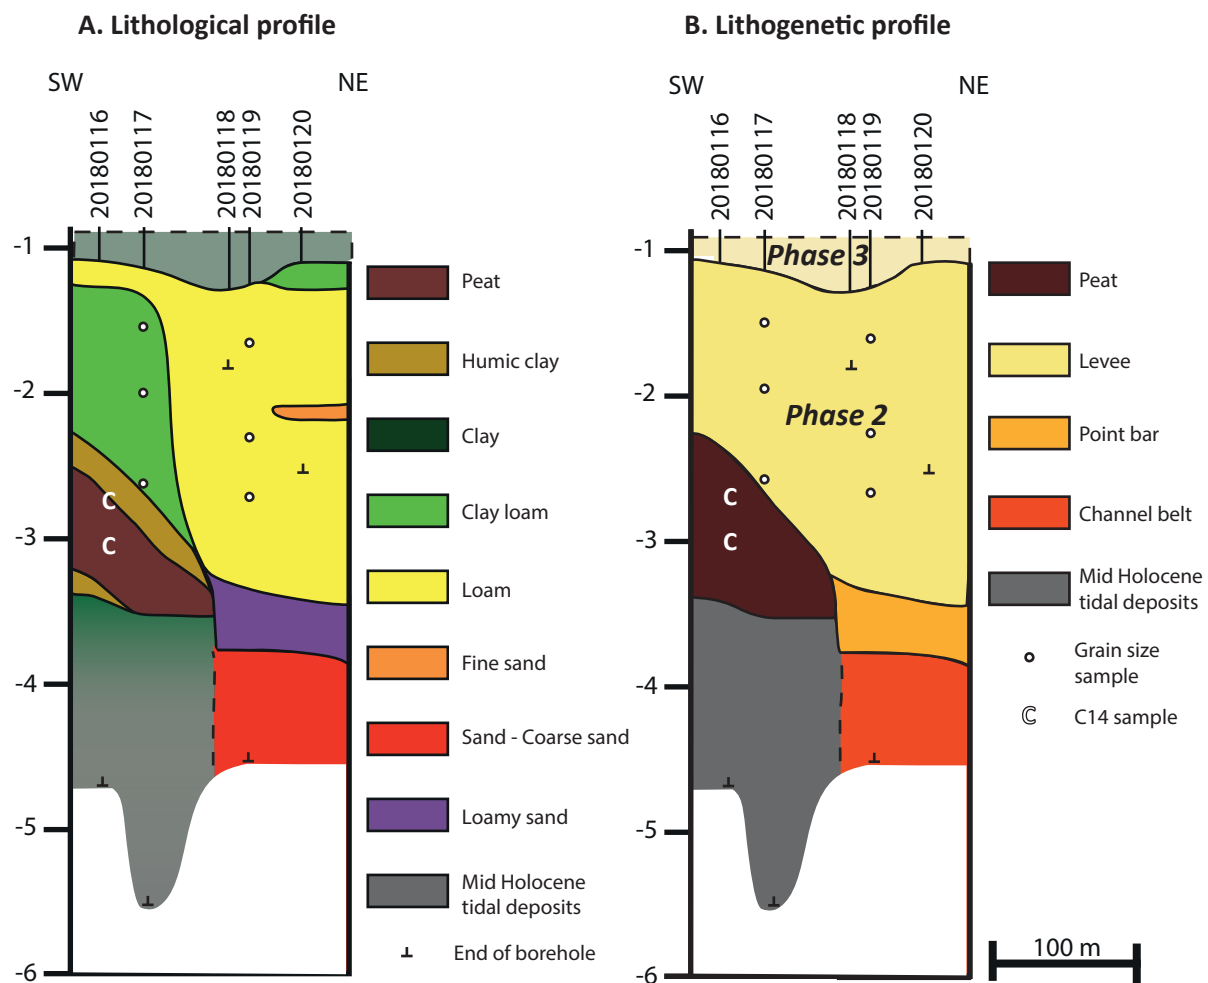 A. Lithological profile
SW
NE
20180116
20180117
20180118
20180119
20180120
-1
-2
-3
-4
-5
-6
C
C
Peat
Humic clay
Clay
Clay loam
Loam
Fine sand
Sand - Coarse sand
Loamy sand
Mid Holocene
tidal deposits
End of borehole
B. Lithogenetic profile
SW
NE
20180116
20180117
20180118
20180119
20180120
-1
-2
-3
-4
-5
-6
Phase 3
Phase 2
C
C
Peat
Levee
Point bar
Channel belt
Mid Holocene
tidal deposits
Grain size
sample
C C14 sample
100 m